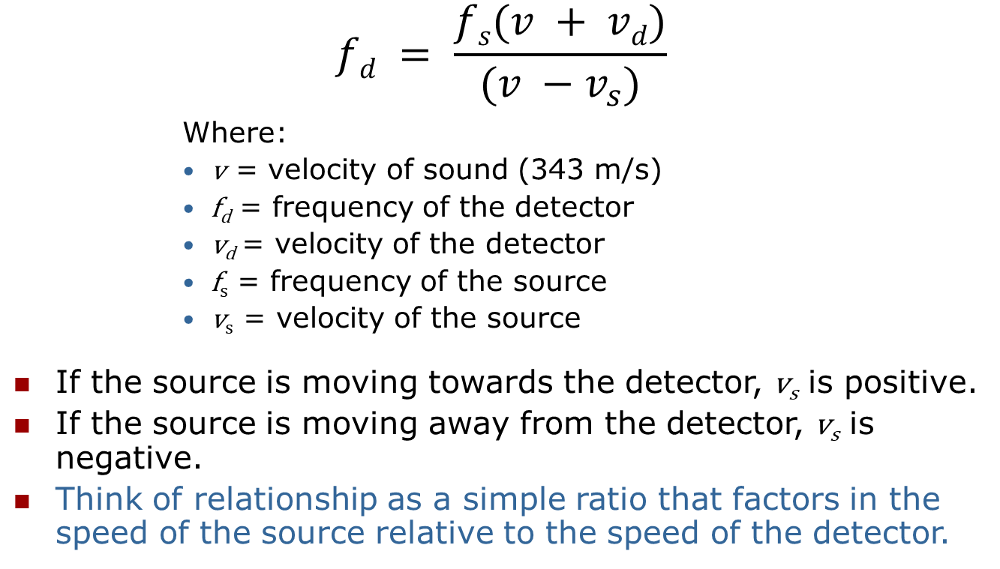 f_d = f_s(v + v_d) / (v − v_s)
Where:
• v = velocity of sound (343 m/s)
• f_d = frequency of the detector
• v_d = velocity of the detector
• f_s = frequency of the source
• v_s = velocity of the source
■ If the source is moving towards the detector, v_s is positive.
■ If the source is moving away from the detector, v_s is
negative.
■ Think of relationship as a simple ratio that factors in the
speed of the source relative to the speed of the detector.